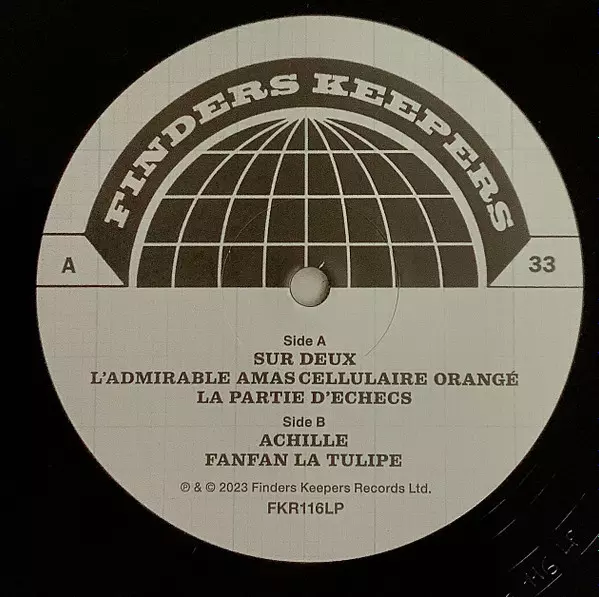 FINDERS KEEPERS
A
33
Side A
SUR DEUX
L'ADMIRABLE AMAS CELLULAIRE ORANGÉ
LA PARTIE D'ECHECS
Side B
ACHILLE
FANFAN LA TULIPE
℗ & © 2023 Finders Keepers Records Ltd.
FKR116LP